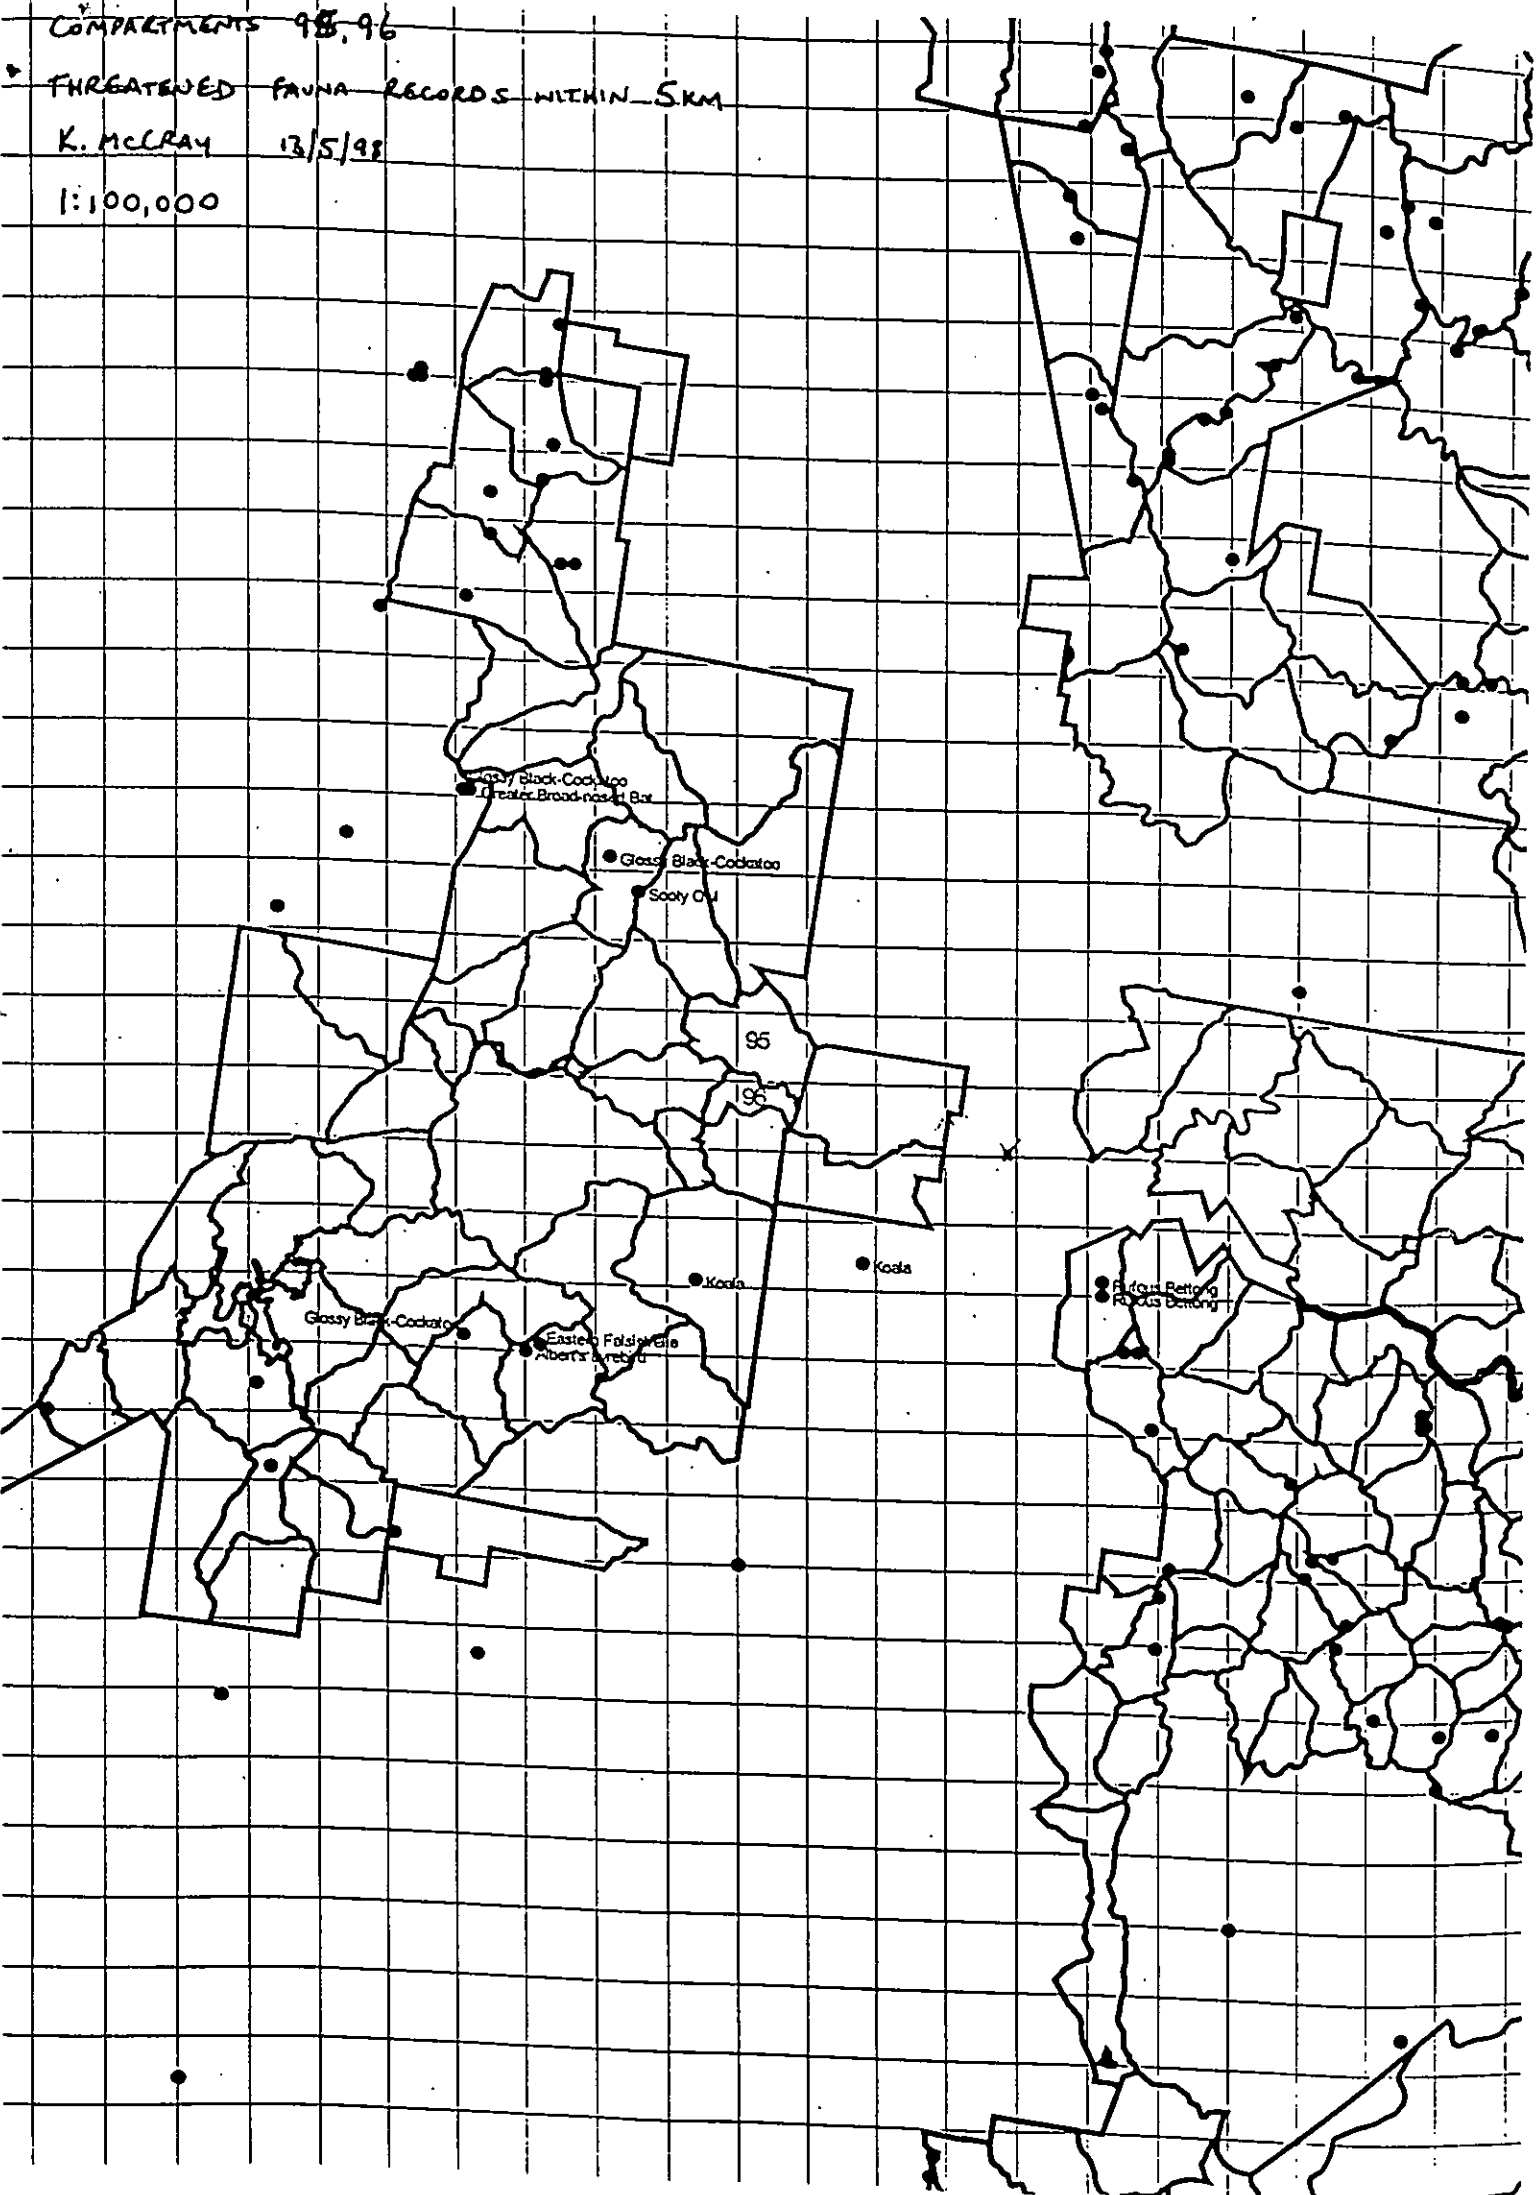 COMPARTMENTS 95, 96
THREATENED FAUNA RECORDS WITHIN 5KM
K. McCRAY 13/5/98
1:100,000
Glossy Black-Cockatoo
Greater Broad-nosed Bat
Glossy Black-Cockatoo
Sooty Owl
95
96
Koala
Koala
Rufous Bettong
Rufous Bettong
Glossy Black-Cockatoo
Eastern Falsistrelle
Albert's Lyrebird